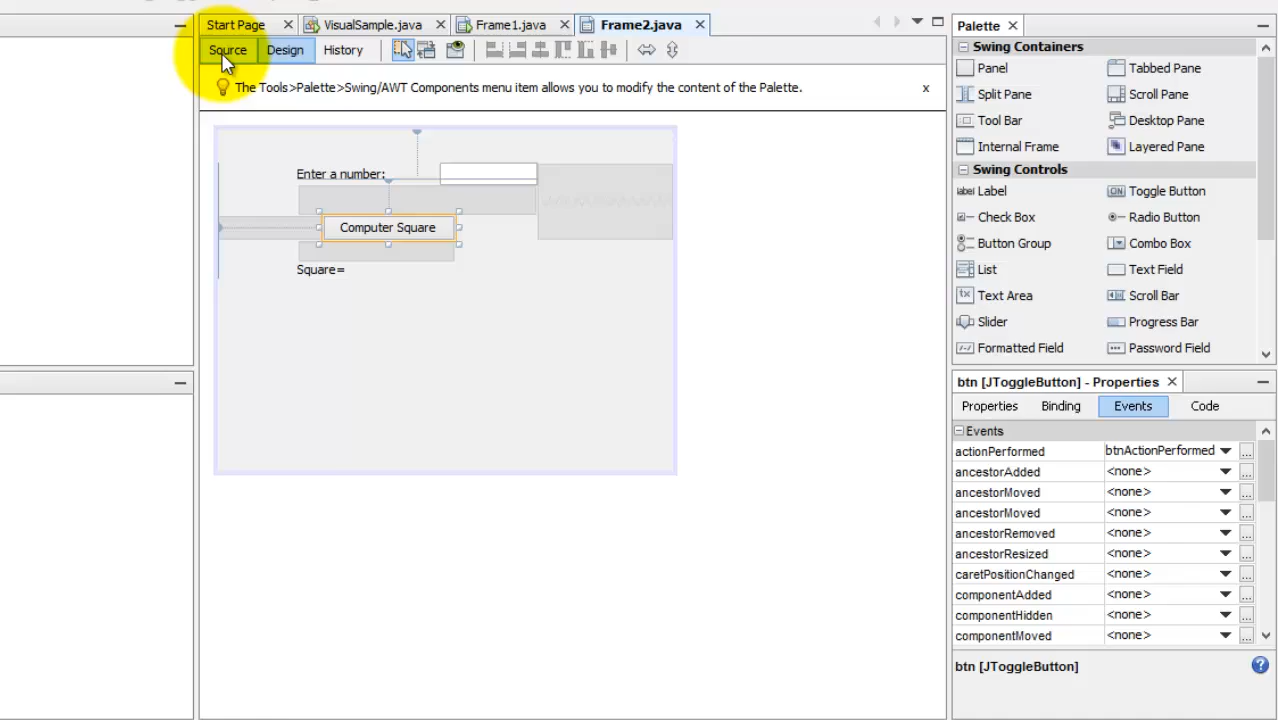 Start Page
VisualSample.java
Frame1.java
Frame2.java
Source
Design
History
The Tools>Palette>Swing/AWT Components menu item allows you to modify the content of the Palette.
x
Enter a number:
Computer Square
Square=
Palette
Swing Containers
Panel
Tabbed Pane
Split Pane
Scroll Pane
Tool Bar
Desktop Pane
Internal Frame
Layered Pane
Swing Controls
label Label
ON Toggle Button
Check Box
Radio Button
Button Group
Combo Box
List
Text Field
Text Area
Scroll Bar
Slider
Progress Bar
Formatted Field
Password Field
btn [JToggleButton] - Properties
Properties
Binding
Events
Code
Events
actionPerformed btnActionPerformed ...
ancestorAdded <none> ...
ancestorMoved <none> ...
ancestorMoved <none> ...
ancestorRemoved <none> ...
ancestorResized <none> ...
caretPositionChanged <none> ...
componentAdded <none> ...
componentHidden <none> ...
componentMoved <none> ...
btn [JToggleButton]
?